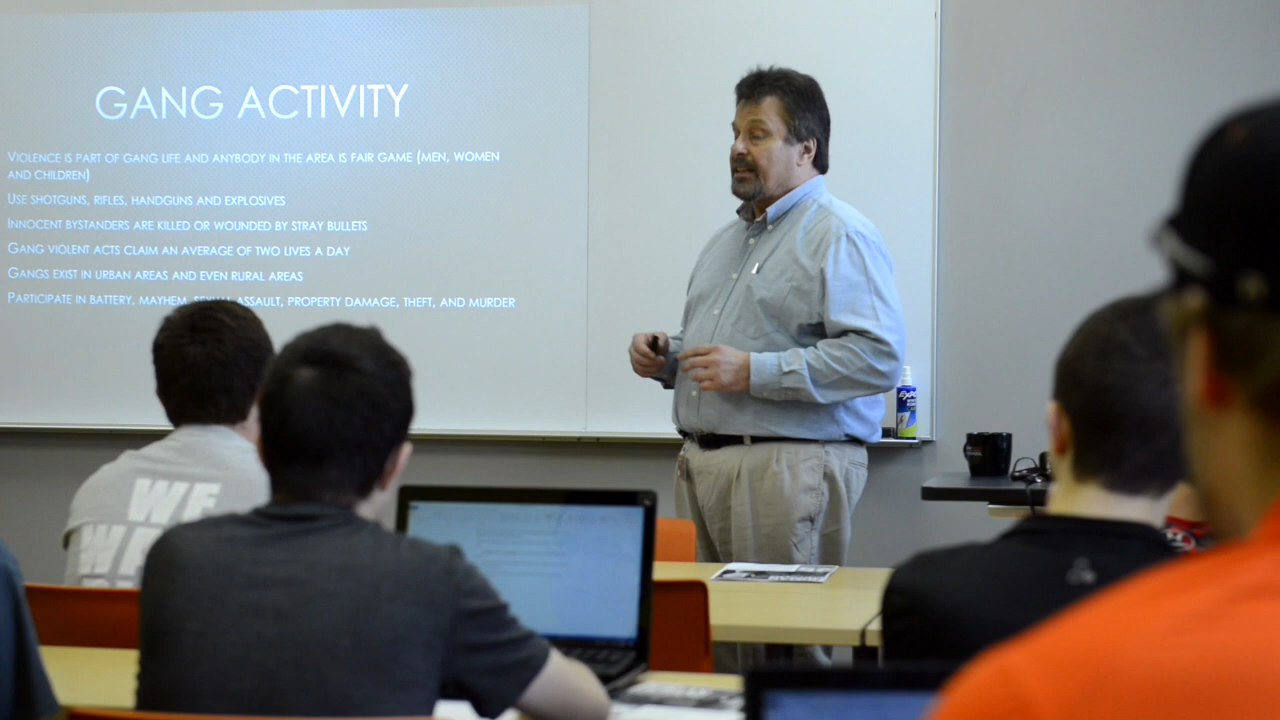 GANG ACTIVITY
VIOLENCE IS PART OF GANG LIFE AND ANYBODY IN THE AREA IS FAIR GAME (MEN, WOMEN
AND CHILDREN)
USE SHOTGUNS, RIFLES, HANDGUNS AND EXPLOSIVES
INNOCENT BYSTANDERS ARE KILLED OR WOUNDED BY STRAY BULLETS
GANG VIOLENT ACTS CLAIM AN AVERAGE OF TWO LIVES A DAY
GANGS EXIST IN URBAN AREAS AND EVEN RURAL AREAS
PARTICIPATE IN BATTERY, MAYHEM, SEXUAL ASSAULT, PROPERTY DAMAGE, THEFT, AND MURDER
EXPO
WE